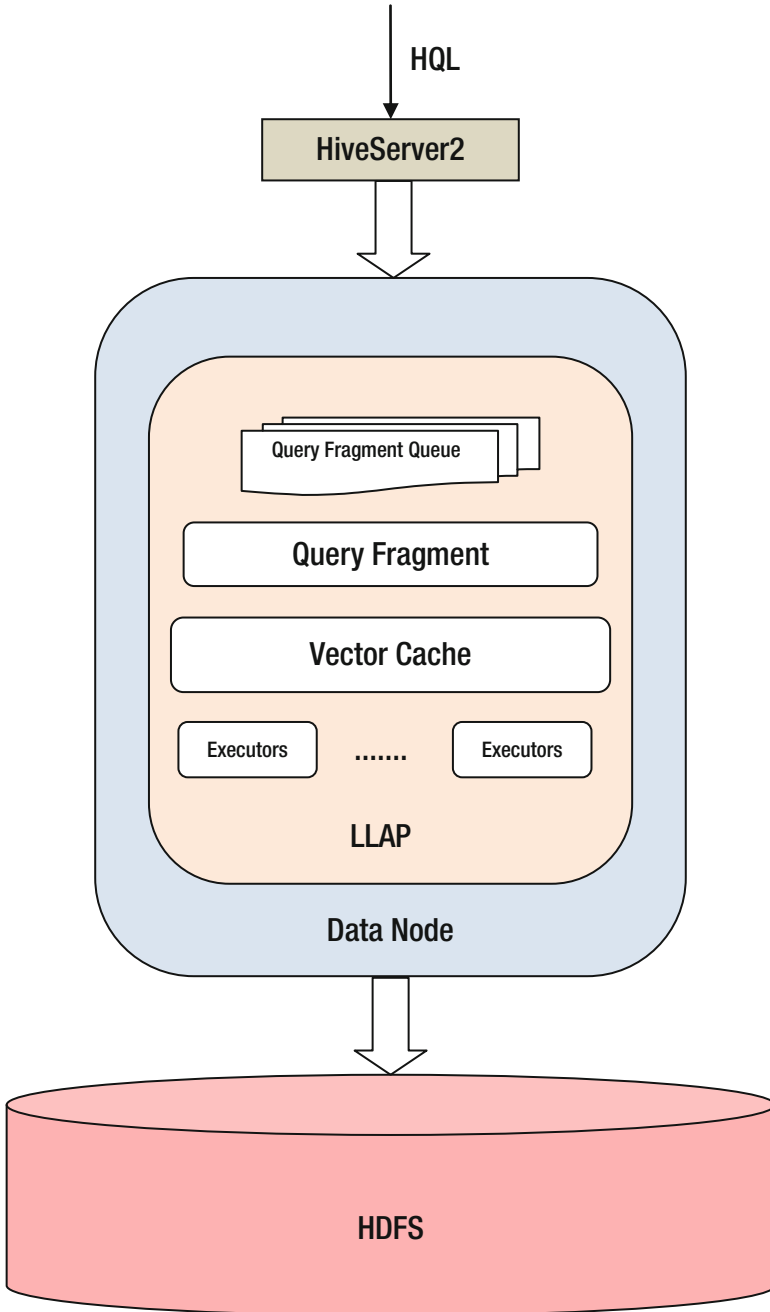 HQL
HiveServer2
Query Fragment Queue
Query Fragment
Vector Cache
Executors ....... Executors
LLAP
Data Node
HDFS